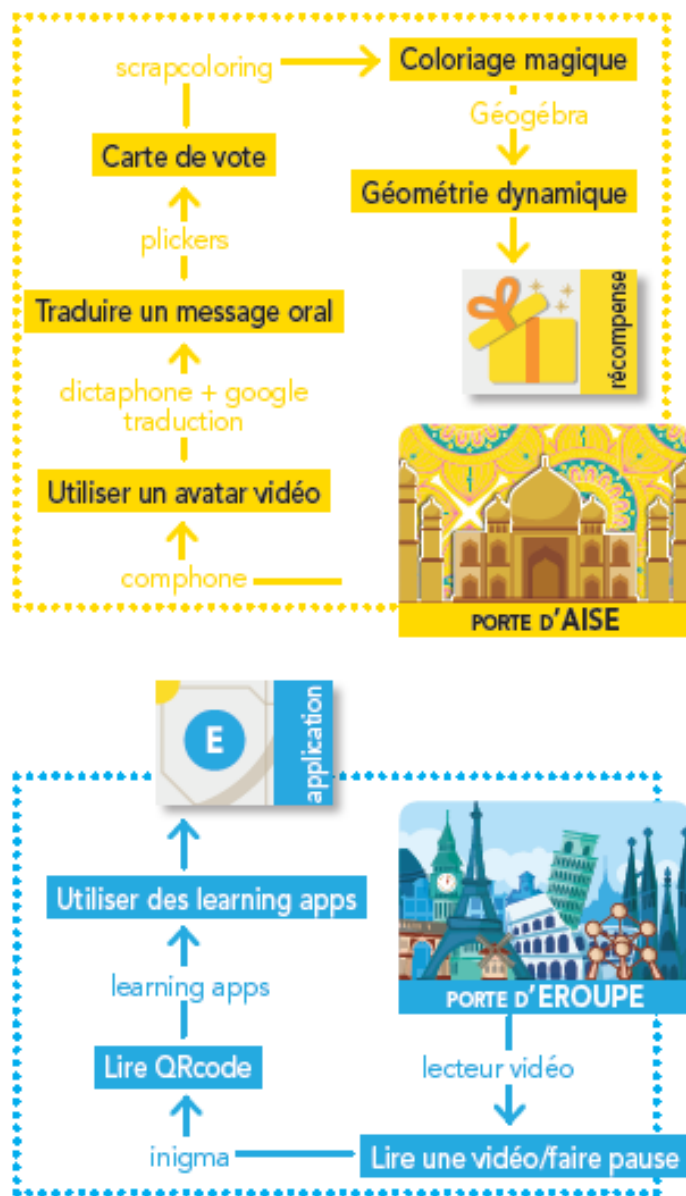 scrapcoloring
Coloriage magique
Géogébra
Carte de vote
Géométrie dynamique
plickers
récompense
Traduire un message oral
dictaphone + google
traduction
Utiliser un avatar vidéo
comphone
PORTE D'AISE
E
application
Utiliser des learning apps
learning apps
PORTE D'EROUPE
Lire QRcode
lecteur vidéo
inigma
Lire une vidéo/faire pause